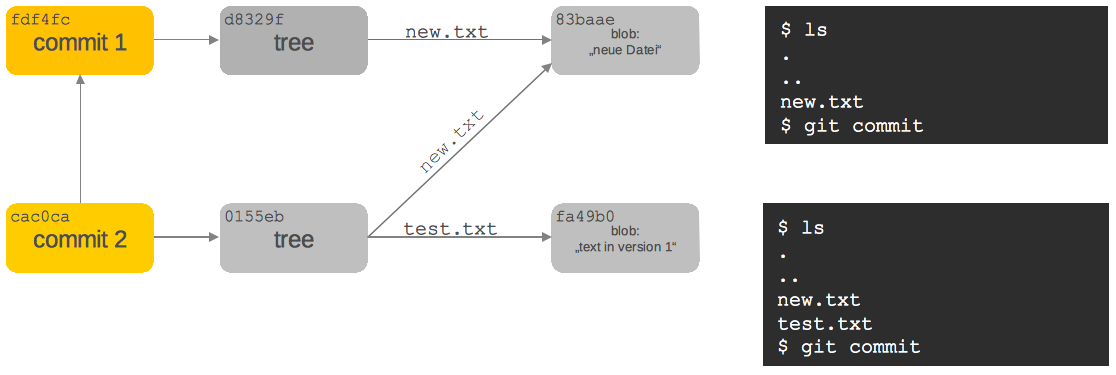 fdf4fc
commit 1
d8329f
tree
new.txt
83baae
blob:
„neue Datei“
$ ls
.
..
new.txt
$ git commit
new.txt
cac0ca
commit 2
0155eb
tree
test.txt
fa49b0
blob:
„text in version 1“
$ ls
.
..
new.txt
test.txt
$ git commit